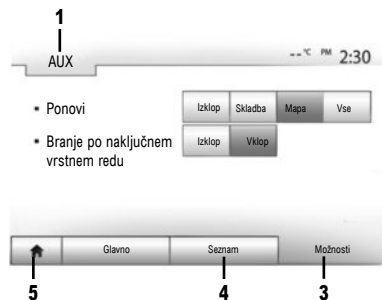 1
AUX
--°C PM 2:30
▪ Ponovi Izklop Skladba Mapa Vse
▪ Branje po naključnem Izklop Vklop
vrstnem redu
Glavno Seznam Možnosti
5 4 3